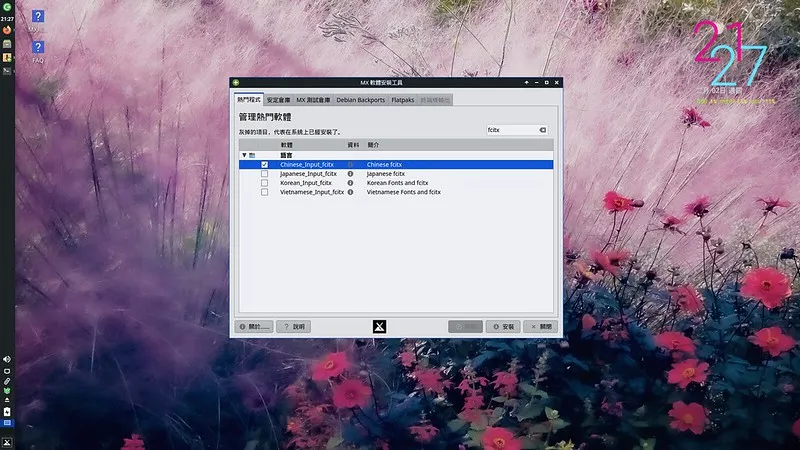 21:27
FAQ
21
27
MX 軟體安裝工具
熱門程式 安定倉庫 MX 測試倉庫 Debian Backports Flatpaks
管理熱門軟體
灰掉的項目，代表在系統上已經安裝了。
fcitx
軟體 資料 簡介
語言
Chinese_Input_fcitx Chinese fcitx
Japanese_Input_fcitx Japanese fcitx
Korean_Input_fcitx Korean Fonts and fcitx
Vietnamese_Input_fcitx Vietnamese Fonts and fcitx
關於......
? 說明
安裝
關閉